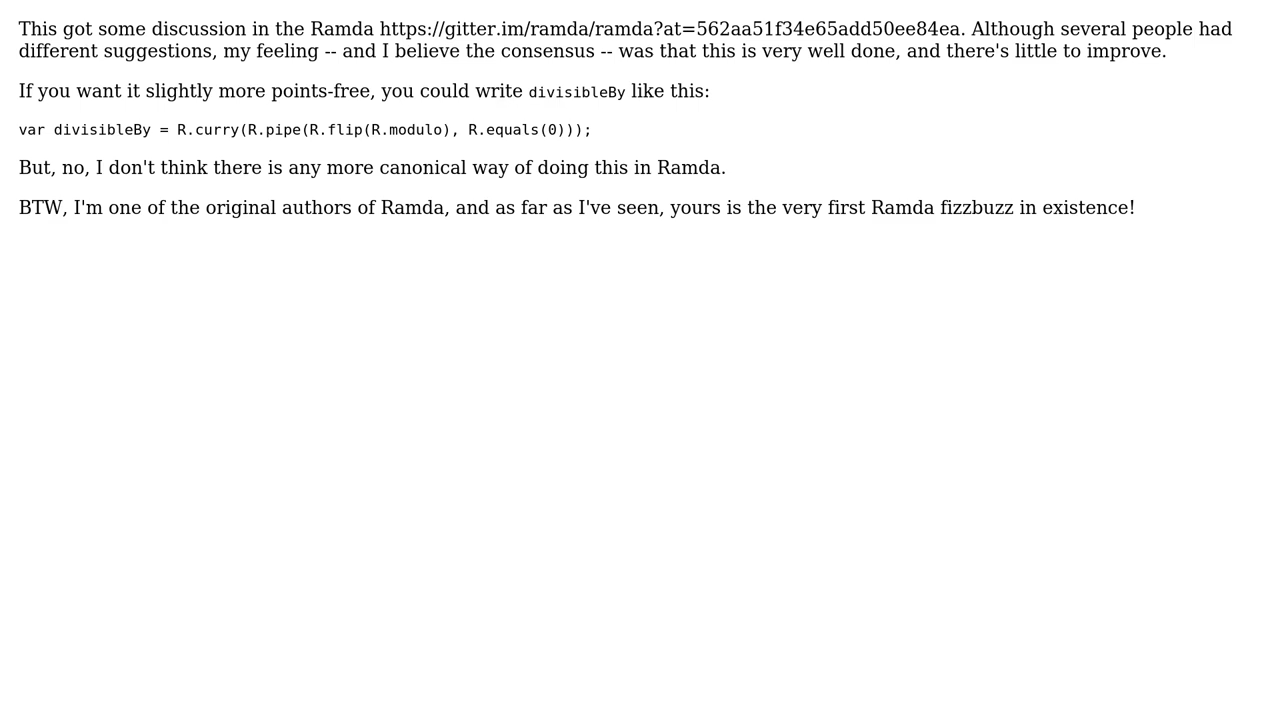 This got some discussion in the Ramda https://gitter.im/ramda/ramda?at=562aa51f34e65add50ee84ea. Although several people had
different suggestions, my feeling -- and I believe the consensus -- was that this is very well done, and there's little to improve.
If you want it slightly more points-free, you could write divisibleBy like this:
var divisibleBy = R.curry(R.pipe(R.flip(R.modulo), R.equals(0)));
But, no, I don't think there is any more canonical way of doing this in Ramda.
BTW, I'm one of the original authors of Ramda, and as far as I've seen, yours is the very first Ramda fizzbuzz in existence!